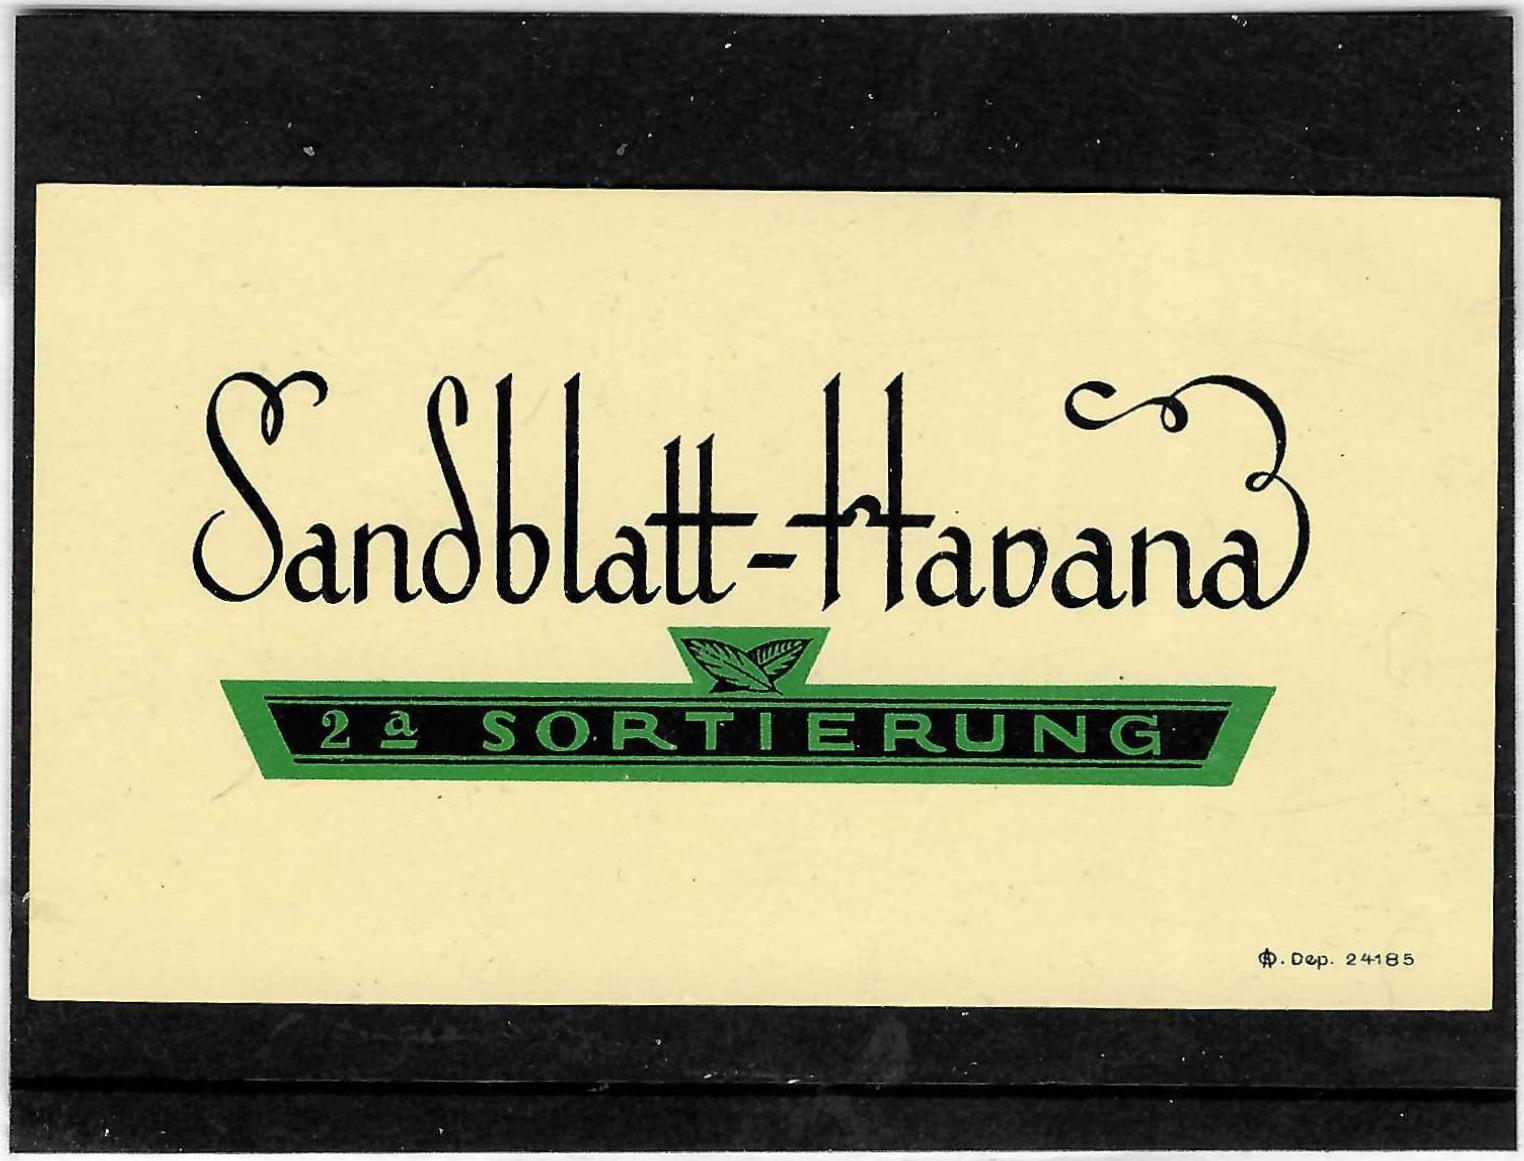 Sandblatt-Havana
2ª SORTIERUNG
Dep. 24185